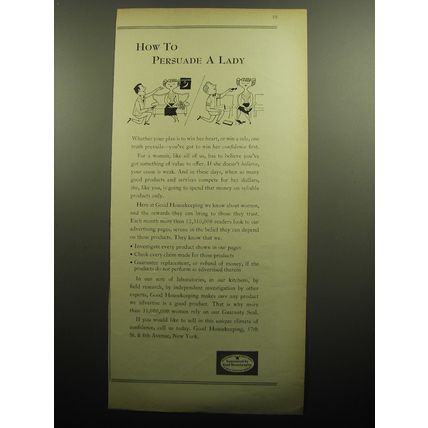 How To
Persuade A Lady
Whether your plan is to win her heart, or win a sale, one
truth prevails—you've got to win her confidence first.
For a woman, like all of us, has to believe you've
got something of value to offer. If she doesn't believe,
your cause is weak. And in these days, when so many
good products and services compete for her dollars,
she, like you, is going to spend that money on reliable
products only.
Here at Good Housekeeping we know about women,
and the rewards they can bring to those they trust.
Each month more than 12,310,000 readers look to our
advertising pages, secure in the belief they can depend
on those products. They know that we:
• Investigate every product shown in our pages
• Check every claim made for those products
• Guarantee replacement, or refund of money, if the
products do not perform as advertised therein
In our acre of laboratories, in our kitchens, by
field research, by independent investigation by other
experts, Good Housekeeping makes sure any product
we advertise is a good product. That is why more
than 11,000,000 women rely on our Guaranty Seal.
If you would like to sell in this unique climate of
confidence, call us today. Good Housekeeping, 57th
St. & 8th Avenue, New York.
Good Housekeeping